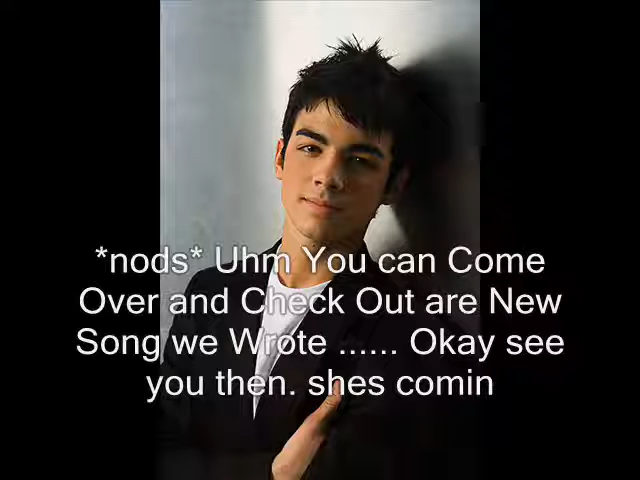 *nods* Uhm You can Come
Over and Check Out are New
Song we Wrote ...... Okay see
you then. shes comin